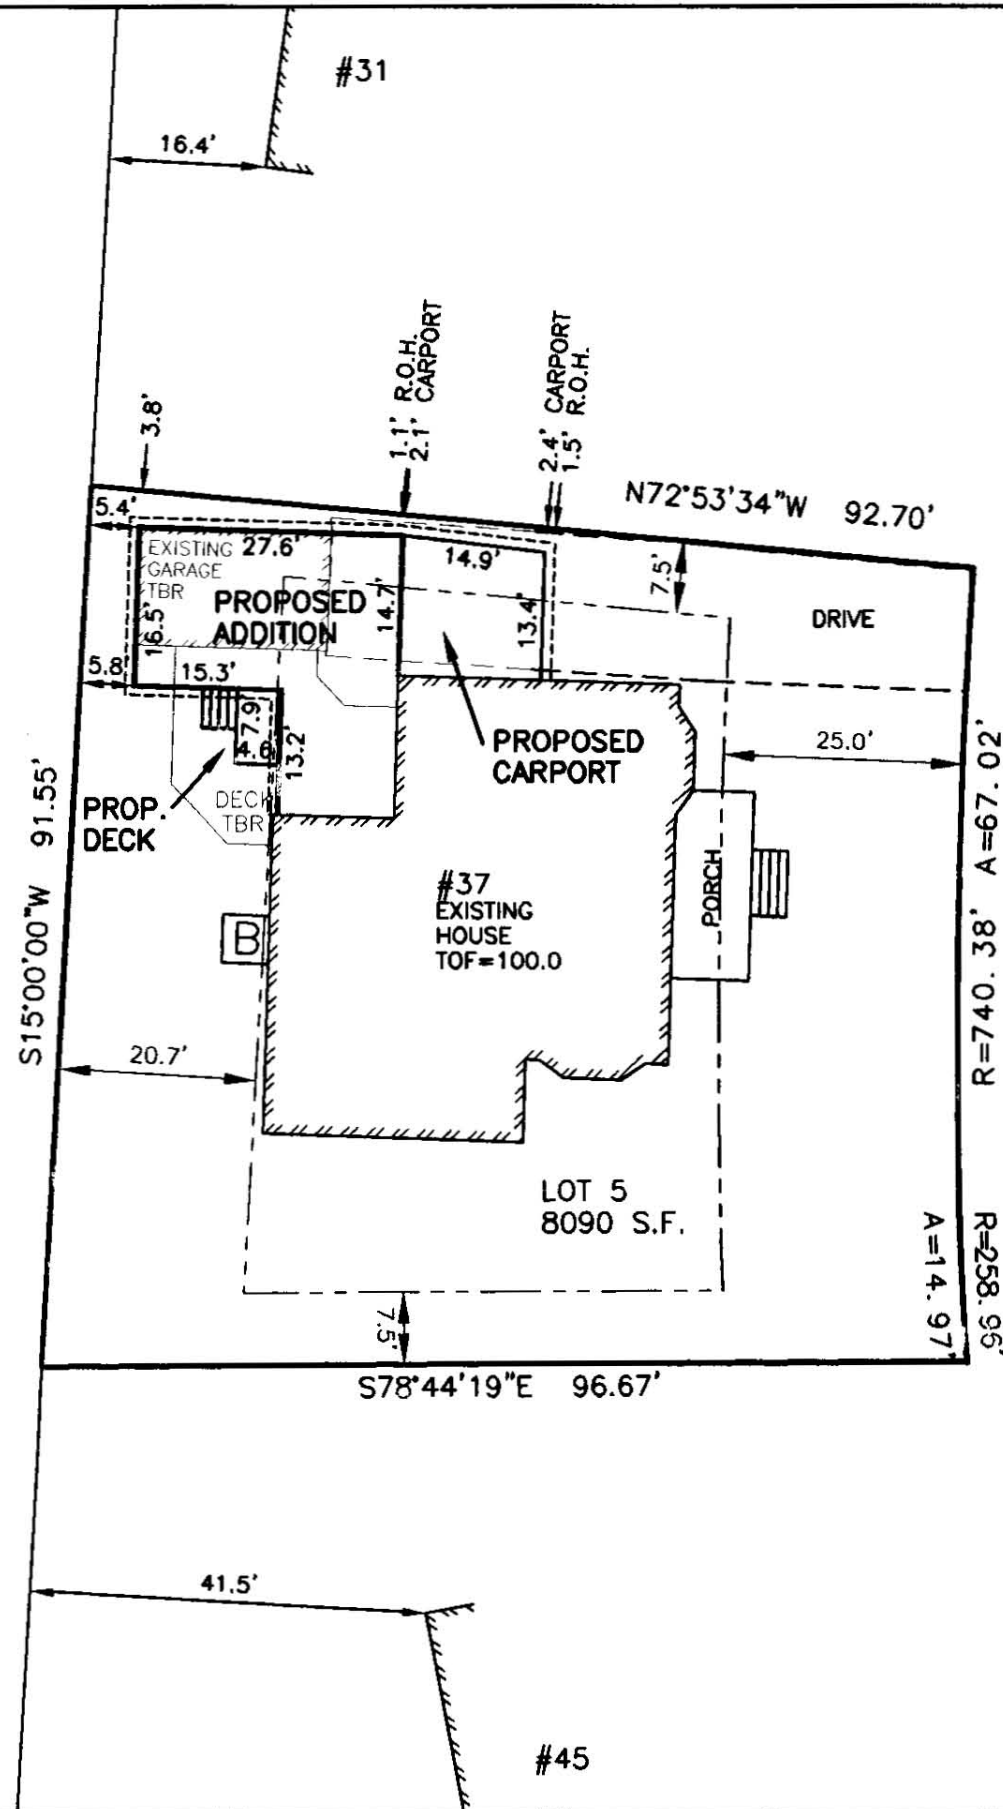 #31
16.4'
3.8'
1.1' R.O.H.
2.1' CARPORT
2.4' CARPORT
1.5' R.O.H.
N72°53'34"W 92.70'
5.4'
EXISTING
GARAGE
TBR
27.6'
14.9'
7.5'
PROPOSED
ADDITION
16.5'
14.7'
13.4'
DRIVE
5.8'
15.3'
7.9'
4.6
13.2'
PROPOSED
CARPORT
25.0'
PROP.
DECK
DECK
TBR
S15°00'00"W 91.55'
#37
EXISTING
HOUSE
TOF=100.0
PORCH
B
R=740.38' A=67.02'
20.7'
LOT 5
8090 S.F.
R=258.96'
A=14.97'
7.5'
S78°44'19"E 96.67'
41.5'
#45